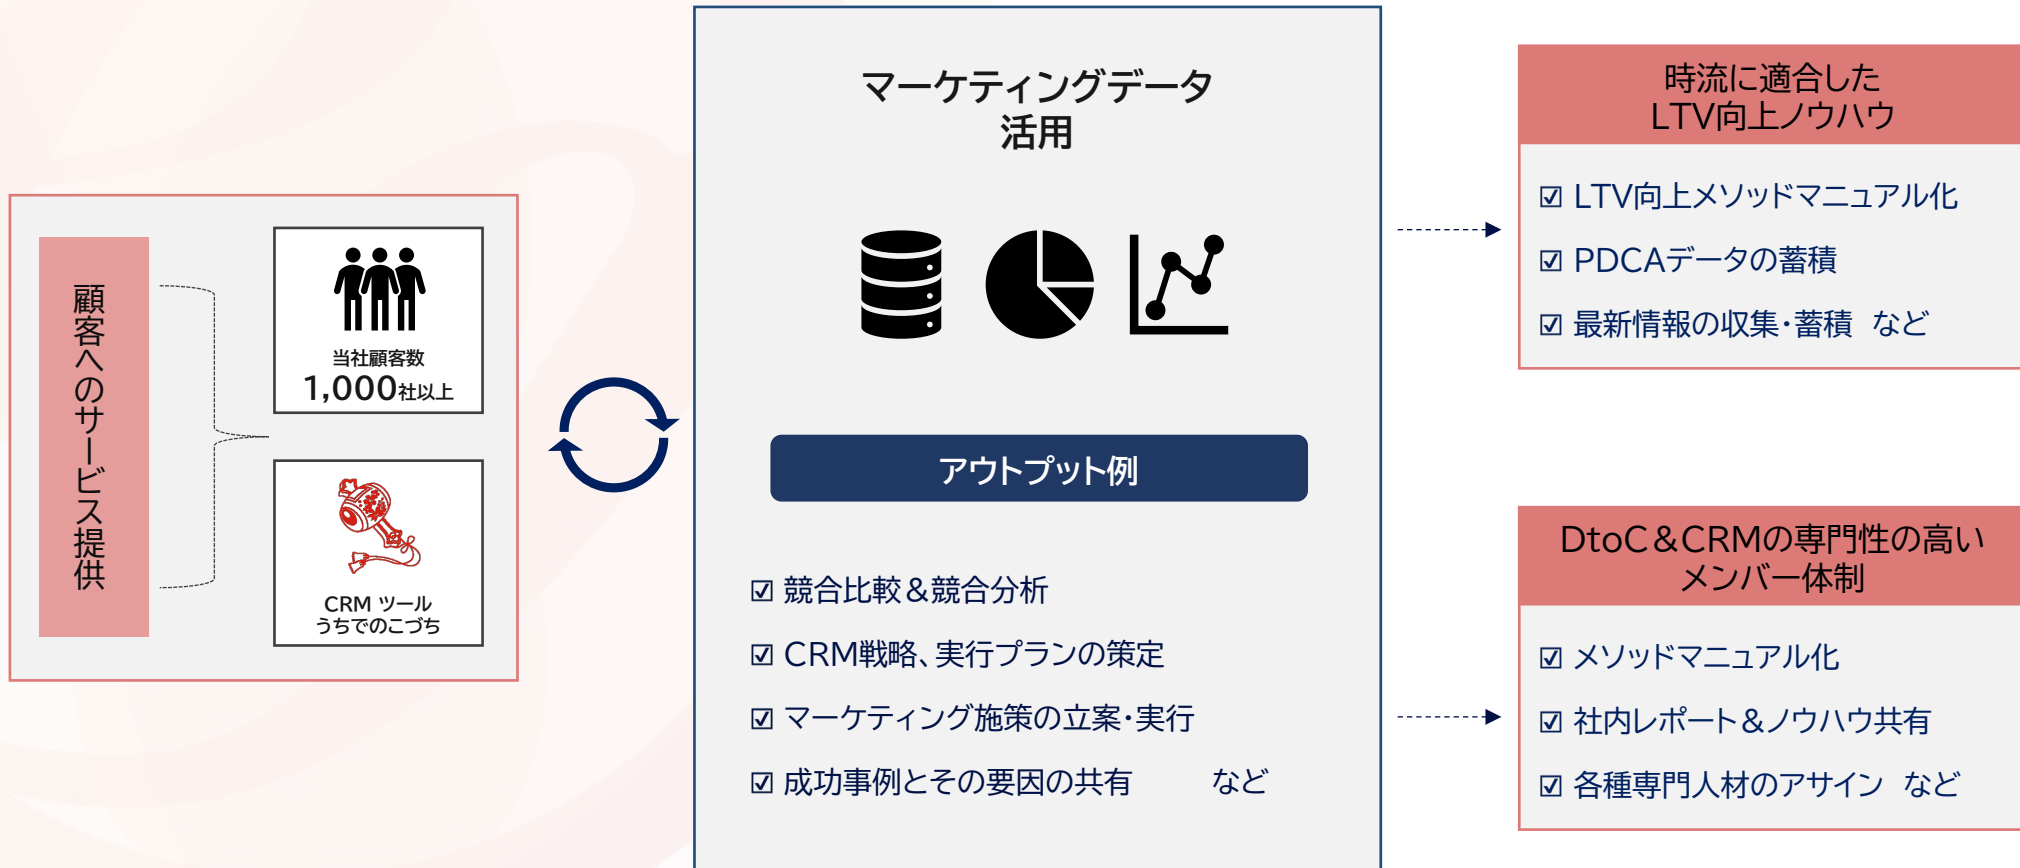 顧客へのサービス提供
当社顧客数
1,000社以上
CRM ツール
うちでのこづち
マーケティングデータ
活用
アウトプット例
☑ 競合比較＆競合分析
☑ CRM戦略、実行プランの策定
☑ マーケティング施策の立案・実行
☑ 成功事例とその要因の共有　など
時流に適合した
LTV向上ノウハウ
☑ LTV向上メソッドマニュアル化
☑ PDCAデータの蓄積
☑ 最新情報の収集・蓄積　など
DtoC＆CRMの専門性の高い
メンバー体制
☑ メソッドマニュアル化
☑ 社内レポート＆ノウハウ共有
☑ 各種専門人材のアサイン　など